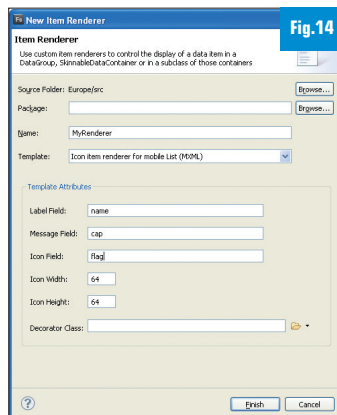 Fb New Item Renderer
Fig.14
Item Renderer
Use custom item renderers to control the display of a data item in a
DataGroup, SkinnableDataContainer or in a subclass of those containers
Source Folder: Europe/src
Browse...
Package:
Browse...
Name: MyRenderer
Template: Icon item renderer for mobile List (MXML)
Template Attributes
Label Field: name
Message Field: cap
Icon Field: flag
Icon Width: 64
Icon Height: 64
Decorator Class:
?
Finish
Cancel